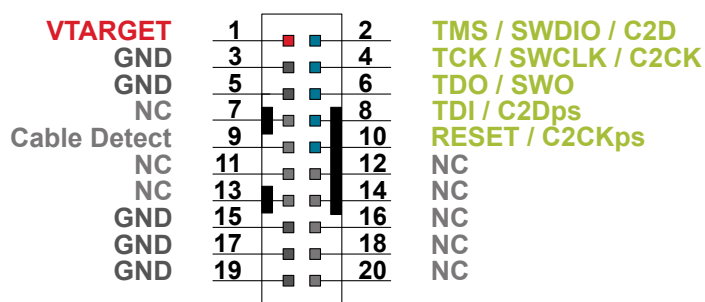 VTARGET 1 2 TMS / SWDIO / C2D
GND 3 4 TCK / SWCLK / C2CK
GND 5 6 TDO / SWO
NC 7 8 TDI / C2Dps
Cable Detect 9 10 RESET / C2CKps
NC 11 12 NC
NC 13 14 NC
GND 15 16 NC
GND 17 18 NC
GND 19 20 NC